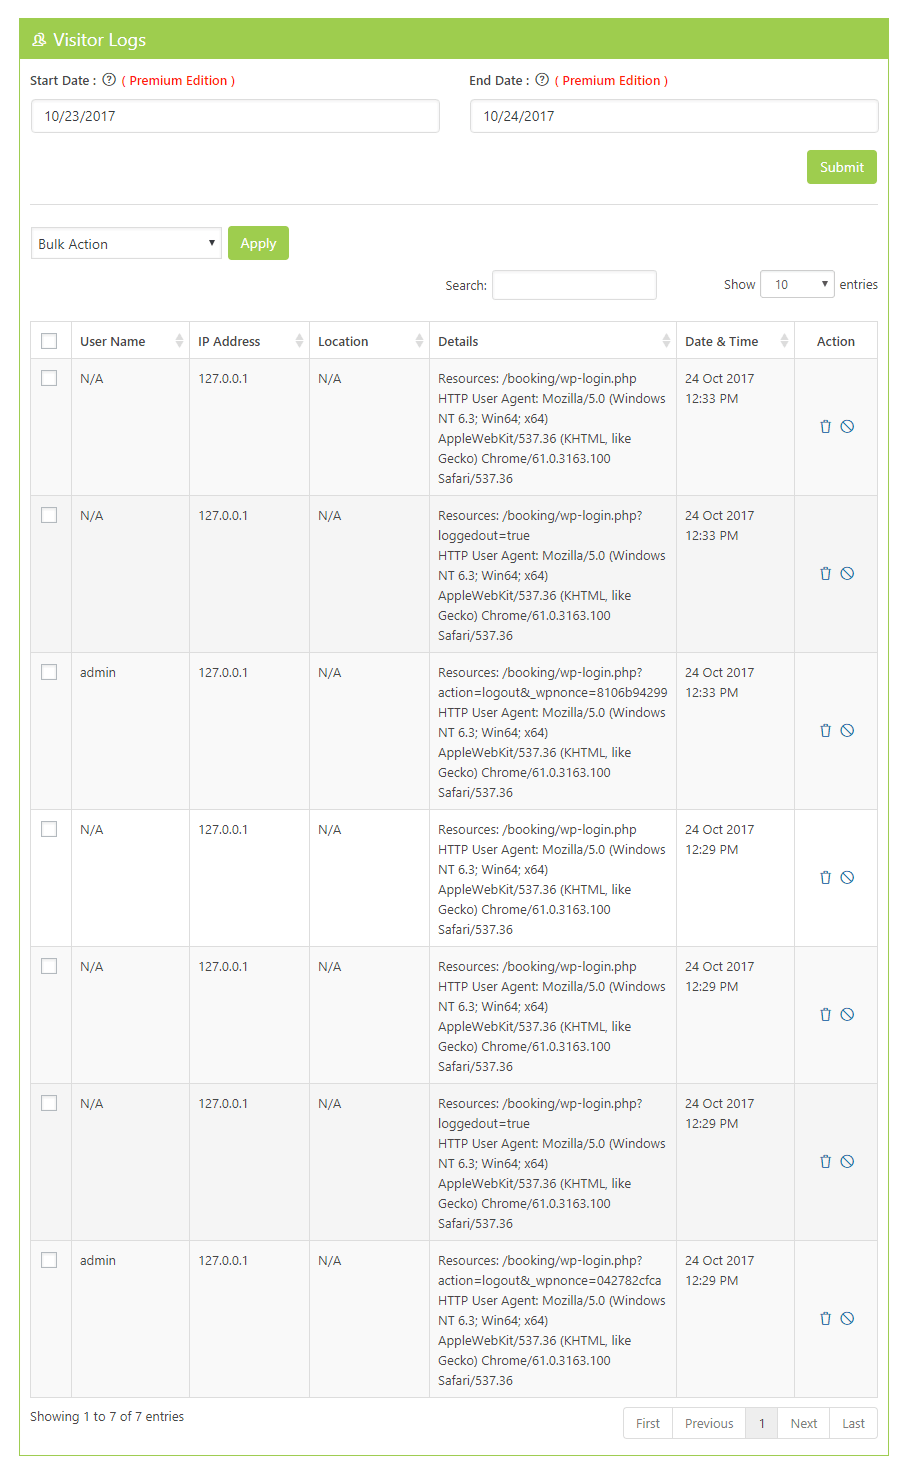 Visitor Logs
Start Date : ( Premium Edition )
End Date : ( Premium Edition )
10/23/2017
10/24/2017
Submit
Bulk Action
Apply
Search:
Show 10 entries
User Name IP Address Location Details Date & Time Action
N/A 127.0.0.1 N/A Resources: /booking/wp-login.php 24 Oct 2017
HTTP User Agent: Mozilla/5.0 (Windows 12:33 PM
NT 6.3; Win64; x64)
AppleWebKit/537.36 (KHTML, like
Gecko) Chrome/61.0.3163.100
Safari/537.36
N/A 127.0.0.1 N/A Resources: /booking/wp-login.php? 24 Oct 2017
loggedout=true 12:33 PM
HTTP User Agent: Mozilla/5.0 (Windows
NT 6.3; Win64; x64)
AppleWebKit/537.36 (KHTML, like
Gecko) Chrome/61.0.3163.100
Safari/537.36
admin 127.0.0.1 N/A Resources: /booking/wp-login.php? 24 Oct 2017
action=logout&_wpnonce=8106b94299 12:33 PM
HTTP User Agent: Mozilla/5.0 (Windows
NT 6.3; Win64; x64)
AppleWebKit/537.36 (KHTML, like
Gecko) Chrome/61.0.3163.100
Safari/537.36
N/A 127.0.0.1 N/A Resources: /booking/wp-login.php 24 Oct 2017
HTTP User Agent: Mozilla/5.0 (Windows 12:29 PM
NT 6.3; Win64; x64)
AppleWebKit/537.36 (KHTML, like
Gecko) Chrome/61.0.3163.100
Safari/537.36
N/A 127.0.0.1 N/A Resources: /booking/wp-login.php 24 Oct 2017
HTTP User Agent: Mozilla/5.0 (Windows 12:29 PM
NT 6.3; Win64; x64)
AppleWebKit/537.36 (KHTML, like
Gecko) Chrome/61.0.3163.100
Safari/537.36
N/A 127.0.0.1 N/A Resources: /booking/wp-login.php? 24 Oct 2017
loggedout=true 12:29 PM
HTTP User Agent: Mozilla/5.0 (Windows
NT 6.3; Win64; x64)
AppleWebKit/537.36 (KHTML, like
Gecko) Chrome/61.0.3163.100
Safari/537.36
admin 127.0.0.1 N/A Resources: /booking/wp-login.php? 24 Oct 2017
action=logout&_wpnonce=042782cfca 12:29 PM
HTTP User Agent: Mozilla/5.0 (Windows
NT 6.3; Win64; x64)
AppleWebKit/537.36 (KHTML, like
Gecko) Chrome/61.0.3163.100
Safari/537.36
Showing 1 to 7 of 7 entries
First Previous 1 Next Last